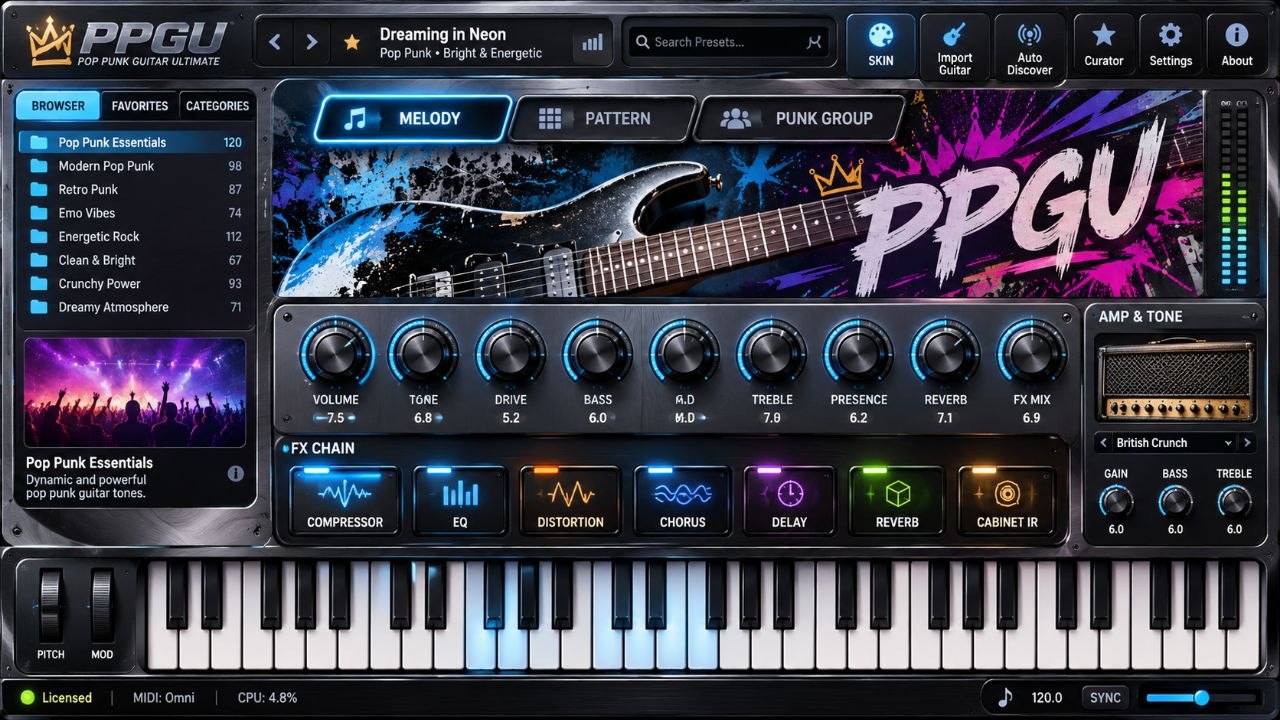 PPGU
POP PUNK GUITAR ULTIMATE
Dreaming in Neon
Pop Punk • Bright & Energetic
Search Presets...
SKIN
Import
Guitar
Auto
Discover
Curator
Settings
About
BROWSER
FAVORITES
CATEGORIES
Pop Punk Essentials 120
Modern Pop Punk 98
Retro Punk 87
Emo Vibes 74
Energetic Rock 112
Clean & Bright 67
Crunchy Power 93
Dreamy Atmosphere 71
Pop Punk Essentials
Dynamic and powerful
pop punk guitar tones.
MELODY
PATTERN
PUNK GROUP
PPGU
VOLUME
7.5
TONE
6.8
DRIVE
5.2
BASS
6.0
M.D
TREBLE
PRESENCE
6.2
REVERB
7.1
FX MIX
6.9
FX CHAIN
COMPRESSOR
EQ
DISTORTION
CHORUS
DELAY
REVERB
CABINET IR
AMP & TONE
British Crunch
GAIN
6.0
BASS
6.0
TREBLE
6.0
PITCH
MOD
Licensed
MIDI: Omni
CPU: 4.8%
120.0
SYNC